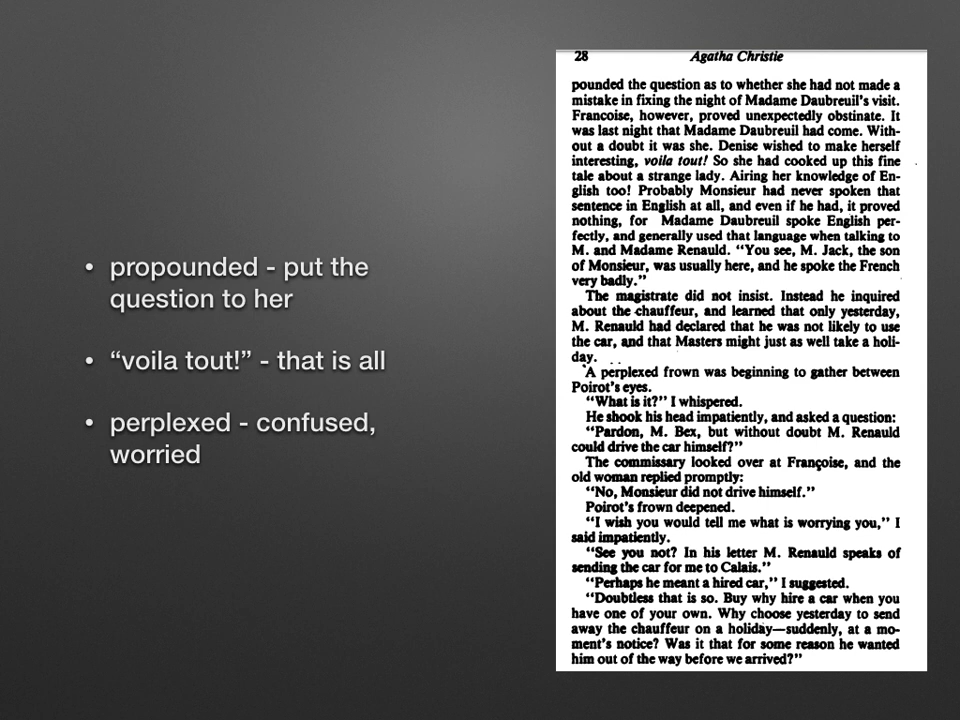 • propounded - put the
question to her
• “voila tout!” - that is all
• perplexed - confused,
worried
28 Agatha Christie
pounded the question as to whether she had not made a
mistake in fixing the night of Madame Daubreuil's visit.
Francoise, however, proved unexpectedly obstinate. It
was last night that Madame Daubreuil had come. With-
out a doubt it was she. Denise wished to make herself
interesting, voila tout! So she had cooked up this fine
tale about a strange lady. Airing her knowledge of En-
glish too! Probably Monsieur had never spoken that
sentence in English at all, and even if he had, it proved
nothing, for Madame Daubreuil spoke English per-
fectly, and generally used that language when talking to
M. and Madame Renauld. “You see, M. Jack, the son
of Monsieur, was usually here, and he spoke the French
very badly.”
The magistrate did not insist. Instead he inquired
about the chauffeur, and learned that only yesterday,
M. Renauld had declared that he was not likely to use
the car, and that Masters might just as well take a holi-
day.
A perplexed frown was beginning to gather between
Poirot's eyes.
“What is it?” I whispered.
He shook his head impatiently, and asked a question:
“Pardon, M. Bex, but without doubt M. Renauld
could drive the car himself?”
The commissary looked over at Françoise, and the
old woman replied promptly:
“No, Monsieur did not drive himself.”
Poirot's frown deepened.
“I wish you would tell me what is worrying you,” I
said impatiently.
“See you not? In his letter M. Renauld speaks of
sending the car for me to Calais.”
“Perhaps he meant a hired car,” I suggested.
“Doubtless that is so. Buy why hire a car when you
have one of your own. Why choose yesterday to send
away the chauffeur on a holiday—suddenly, at a mo-
ment's notice? Was it that for some reason he wanted
him out of the way before we arrived?”